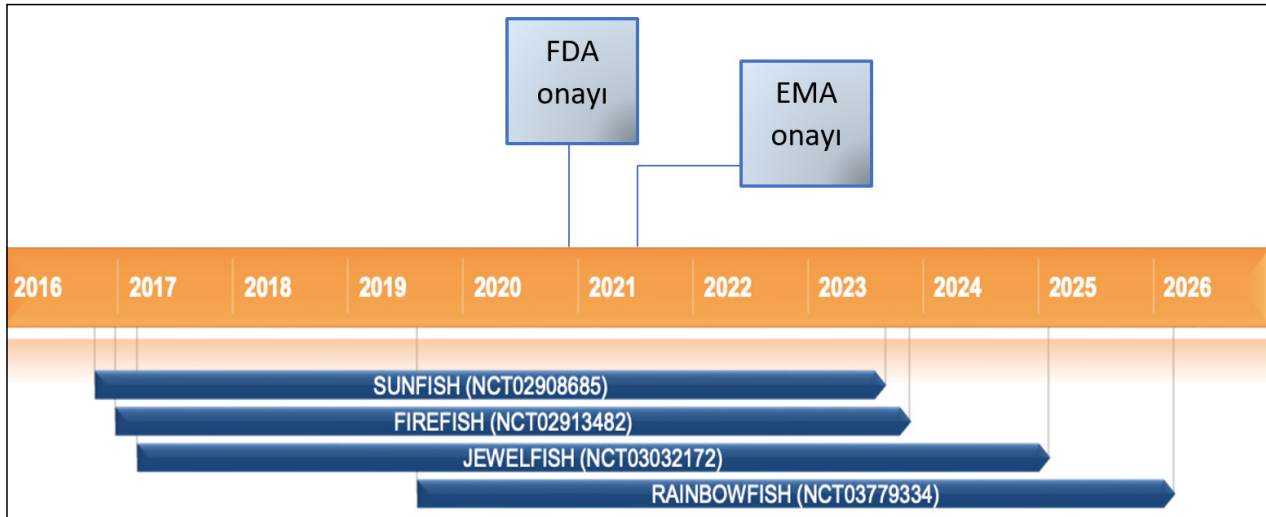 FDA
onayı
EMA
onayı
2016 2017 2018 2019 2020 2021 2022 2023 2024 2025 2026
SUNFISH (NCT02908685)
FIREFISH (NCT02913482)
JEWELFISH (NCT03032172)
RAINBOWFISH (NCT03779334)